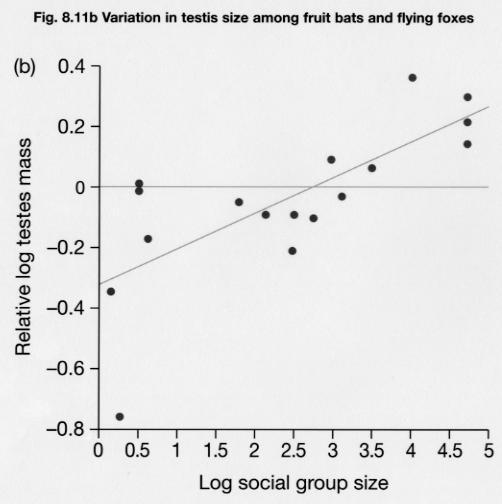 Fig. 8.11b Variation in testis size among fruit bats and flying foxes
(b)
0.4
0.2
0
−0.2
−0.4
−0.6
−0.8
Relative log testes mass
0 0.5 1 1.5 2 2.5 3 3.5 4 4.5 5
Log social group size